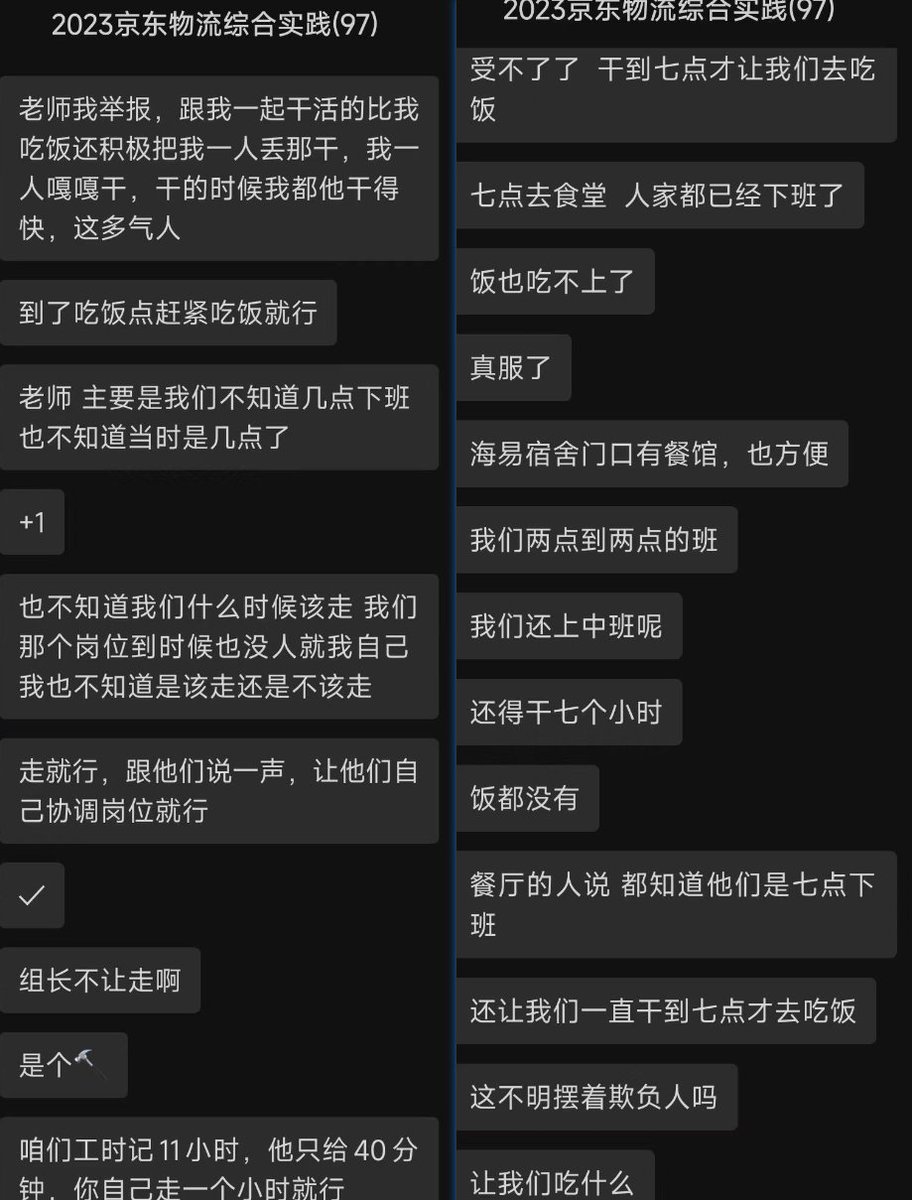 2023京东物流综合实践(97)
老师我举报，跟我一起干活的比我
吃饭还积极把我一人丢那干，我一
人嘎嘎干，干的时候我都他干得
快，这多气人
到了吃饭点赶紧吃饭就行
老师 主要是我们不知道几点下班
也不知道当时是几点了
+1
也不知道我们什么时候该走 我们
那个岗位到时候也没人就我自己
我也不知道是该走还是不该走
走就行，跟他们说一声，让他们自
己协调岗位就行
✓
组长不让走啊
是个🔨
咱们工时记11小时，他只给40分
钟，你自己走一个小时就行
2023京东物流综合实践(97)
受不了了 干到七点才让我们去吃
饭
七点去食堂 人家都已经下班了
饭也吃不上了
真服了
海易宿舍门口有餐馆，也方便
我们两点到两点的班
我们还上中班呢
还得干七个小时
饭都没有
餐厅的人说 都知道他们是七点下
班
还让我们一直干到七点才去吃饭
这不明摆着欺负人吗
让我们吃什么